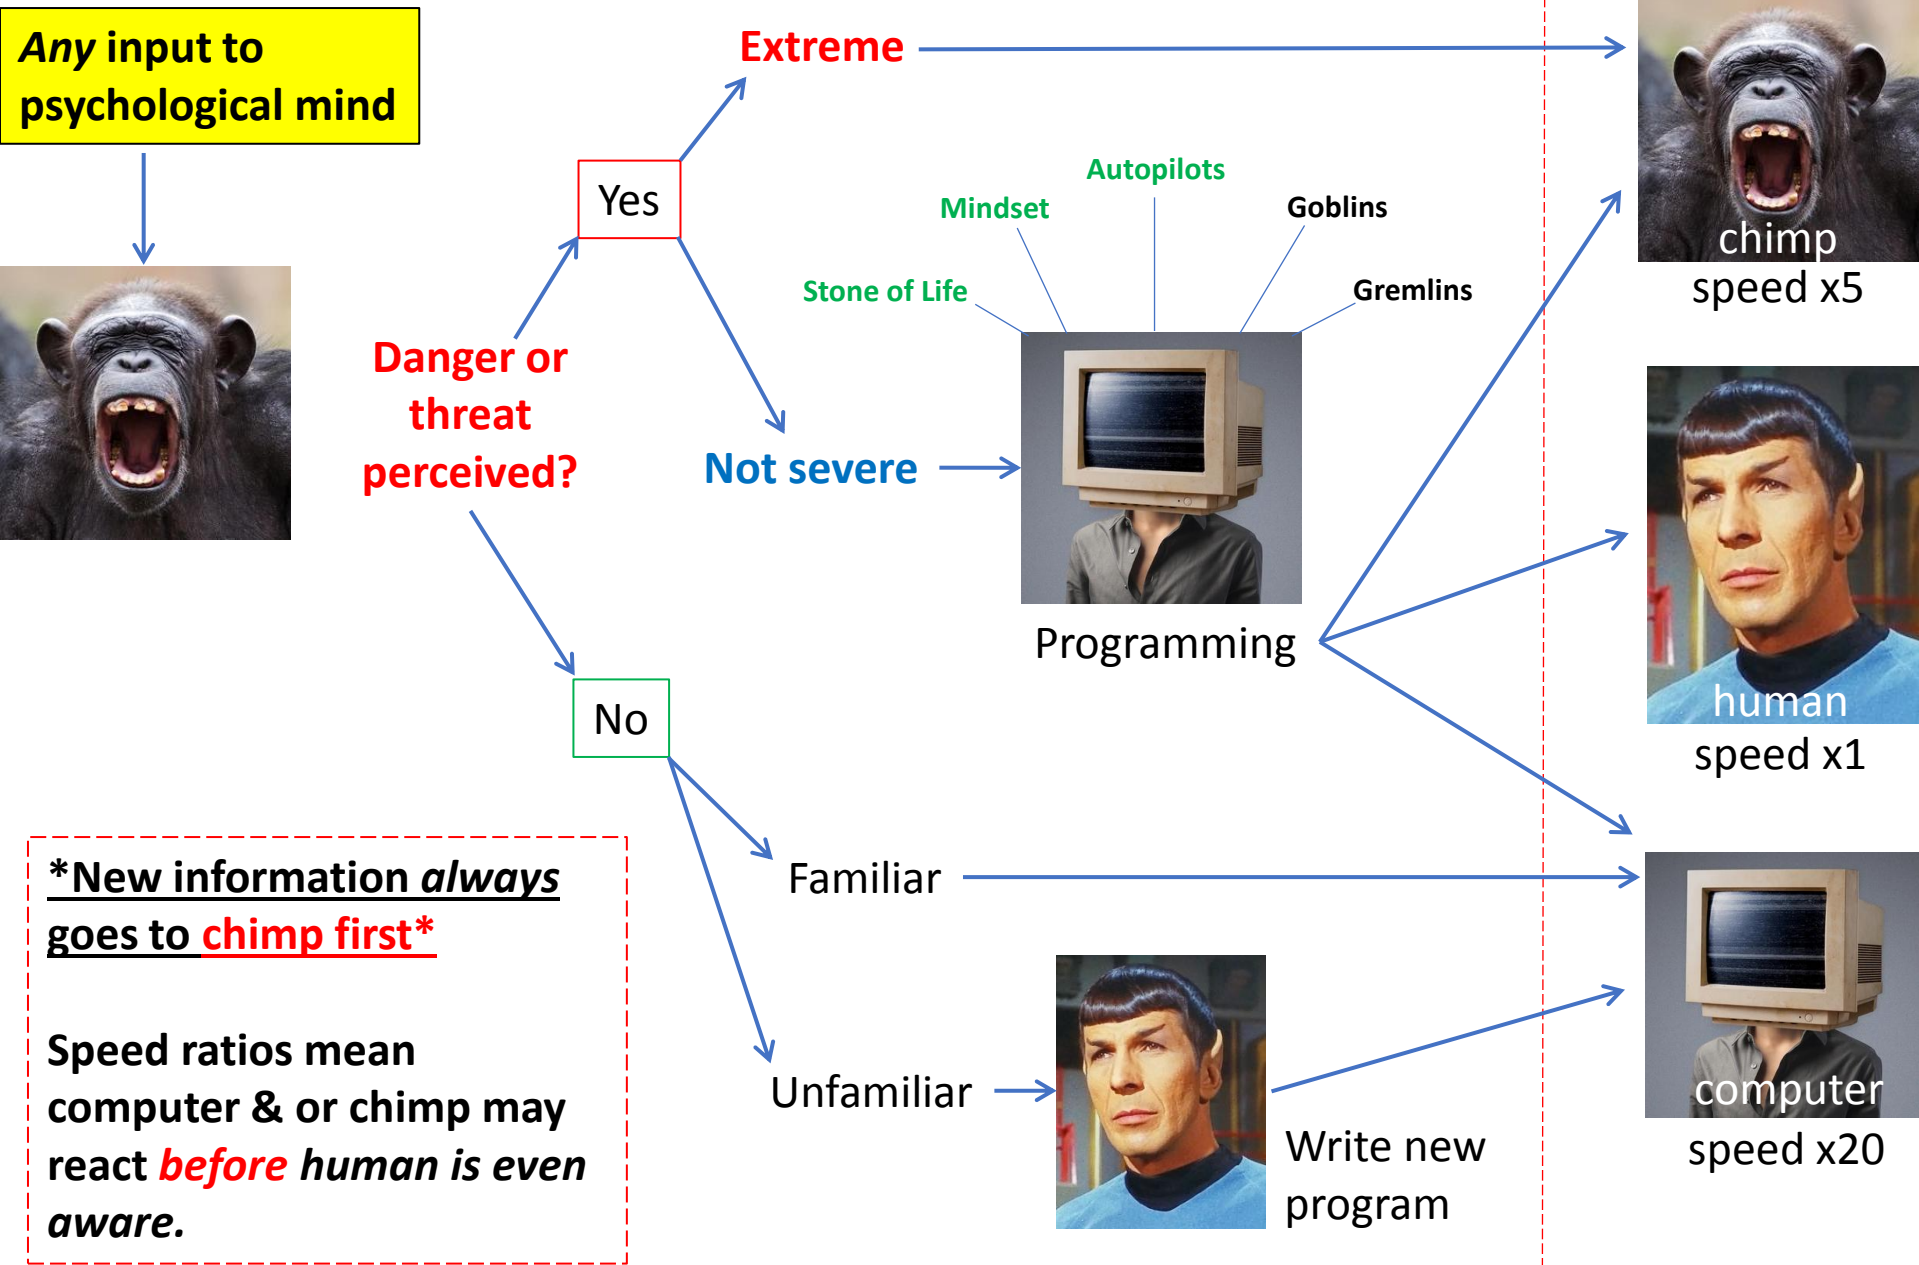 Any input to
psychological mind
Extreme
Yes
Autopilots
Mindset
Goblins
Stone of Life
Gremlins
chimp
speed x5
Danger or
threat
perceived?
Not severe
Programming
human
speed x1
No
Familiar
*New information always
goes to chimp first*
Speed ratios mean
computer & or chimp may
react before human is even
aware.
Unfamiliar
Write new
program
computer
speed x20